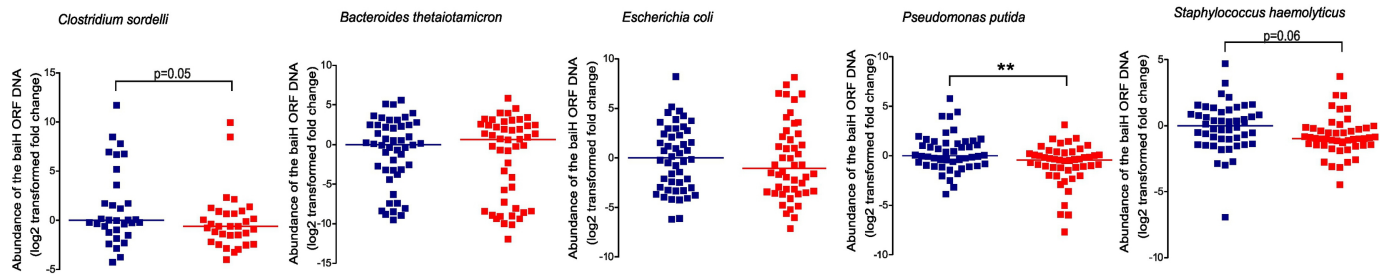 Clostridium sordelli
Abundance of the baiH ORF DNA
(log2 transformed fold change)
15
10
5
0
-5
p=0.05
Bacteroides thetaiotamicron
Abundance of the baiH ORF DNA
(log2 transformed fold change)
10
5
0
-5
-10
-15
Escherichia coli
Abundance of the baiH ORF DNA
(log2 transformed fold change)
10
5
0
-5
-10
Pseudomonas putida
Abundance of the baiH ORF DNA
(log2 transformed fold change)
10
5
0
-5
-10
**
Staphylococcus haemolyticus
Abundance of the baiH ORF DNA
(log2 transformed fold change)
5
0
-5
-10
p=0.06